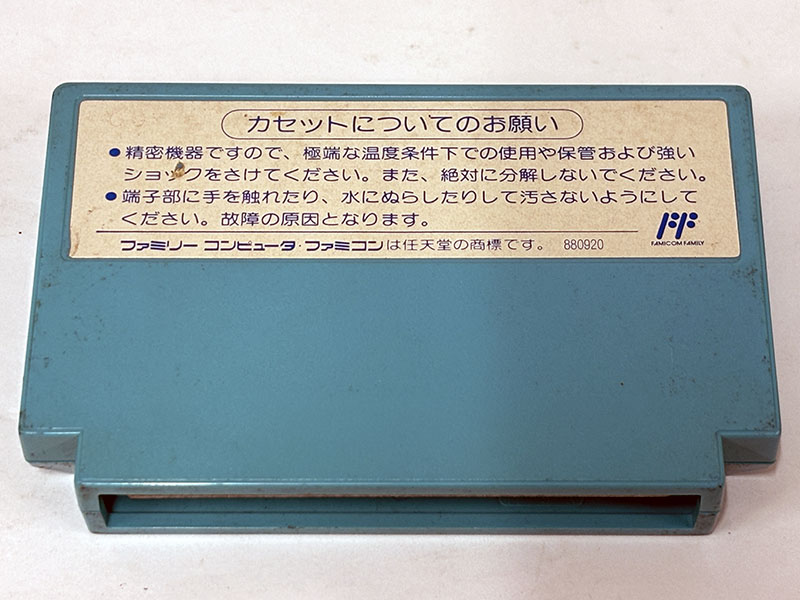 カセットについてのお願い
●精密機器ですので、極端な温度条件下での使用や保管および強い
ショックをさけてください。また、絶対に分解しないでください。
●端子部に手を触れたり、水にぬらしたりして汚さないようにして
ください。故障の原因となります。
ファミリー コンピュータ・ファミコンは任天堂の商標です。 880920
FF
FAMICOM FAMILY